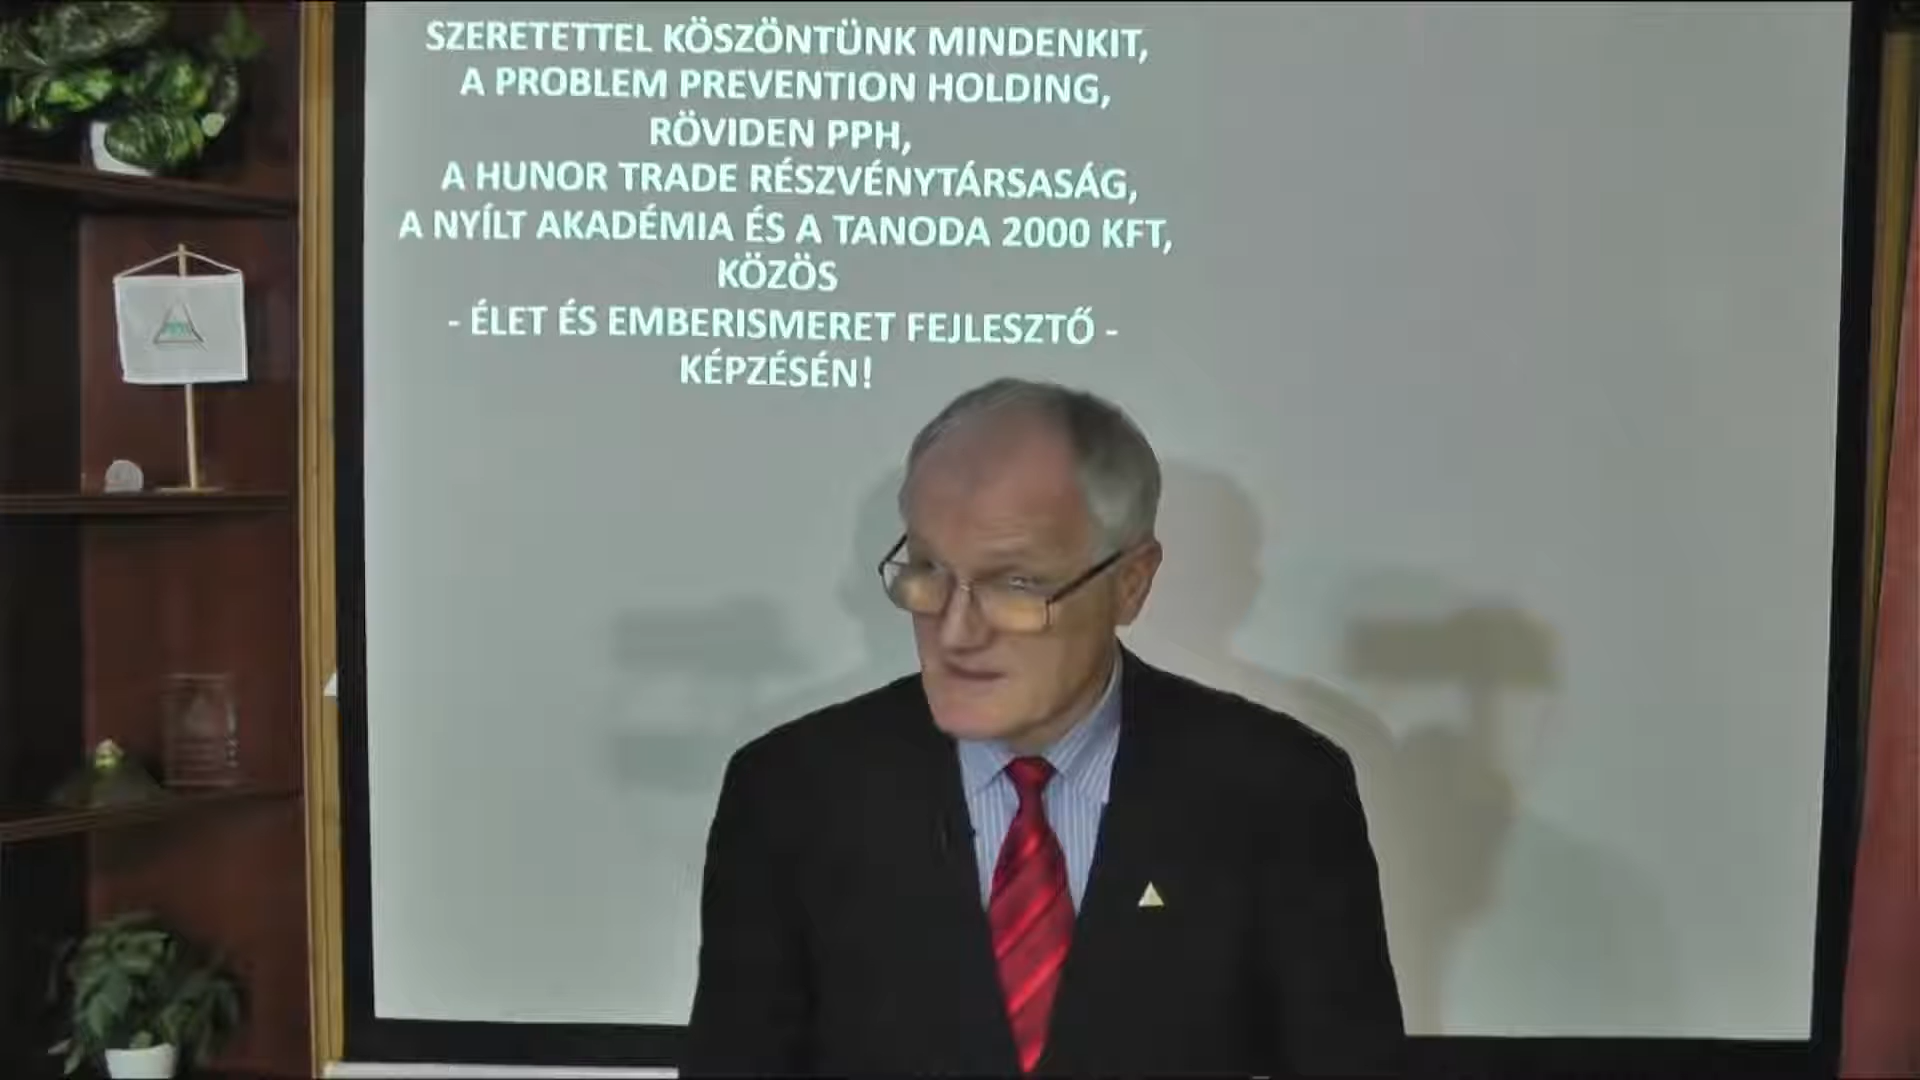 SZERETETTEL KÖSZÖNTÜNK MINDENKIT,
A PROBLEM PREVENTION HOLDING,
RÖVIDEN PPH,
A HUNOR TRADE RÉSZVÉNYTÁRSASÁG,
A NYÍLT AKADÉMIA ÉS A TANODA 2000 KFT,
KÖZÖS
- ÉLET ÉS EMBERISMERET FEJLESZTŐ -
KÉPZÉSÉN!